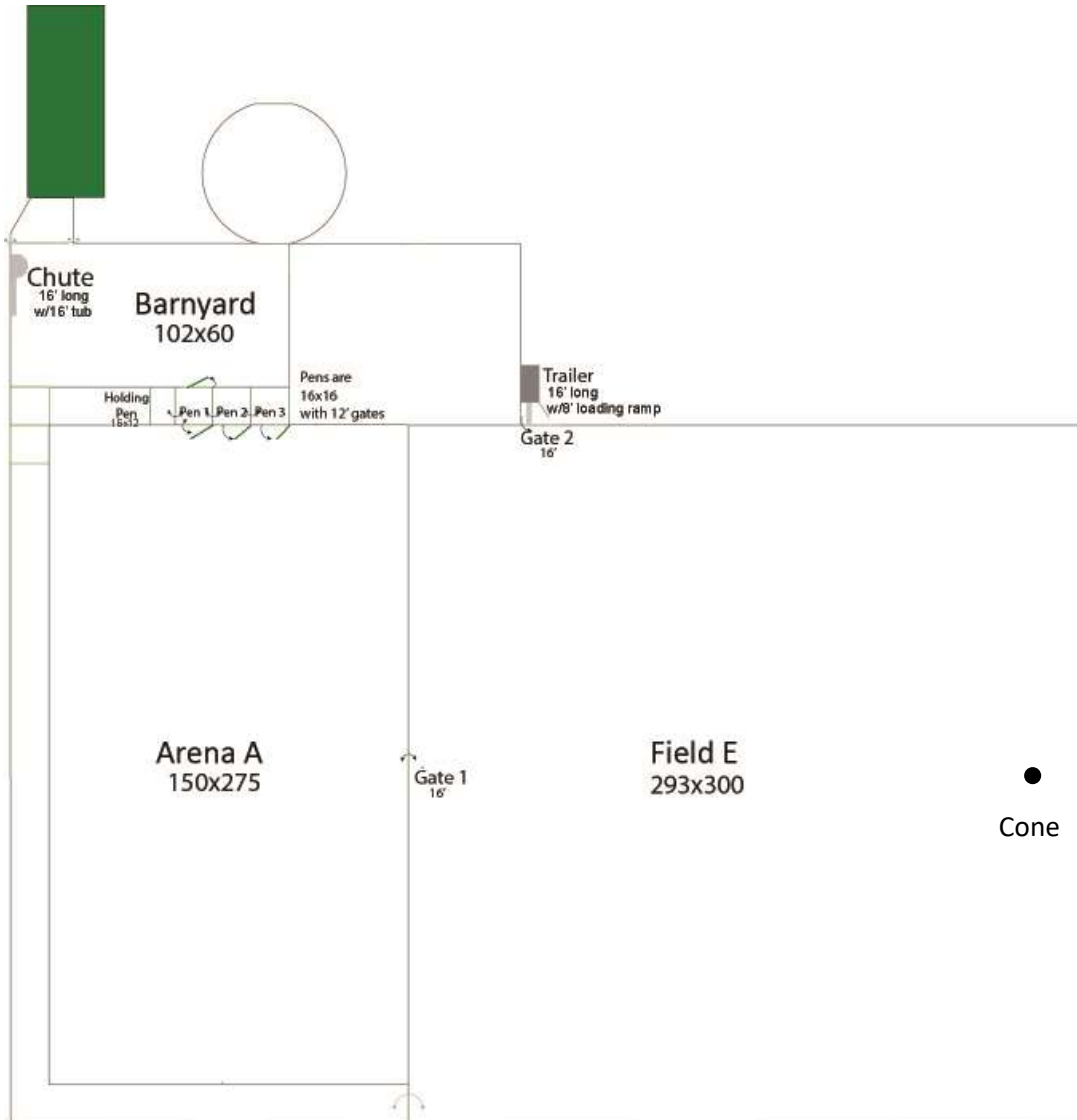 Chute
16' long
w/16' tub
Barnyard
102x60
Holding
Pen
16x12
Pen 1
Pen 2
Pen 3
Pens are
16x16
with 12' gates
Trailer
16' long
w/8' loading ramp
Gate 2
16'
Arena A
150x275
Gate 1
16'
Field E
293x300
Cone